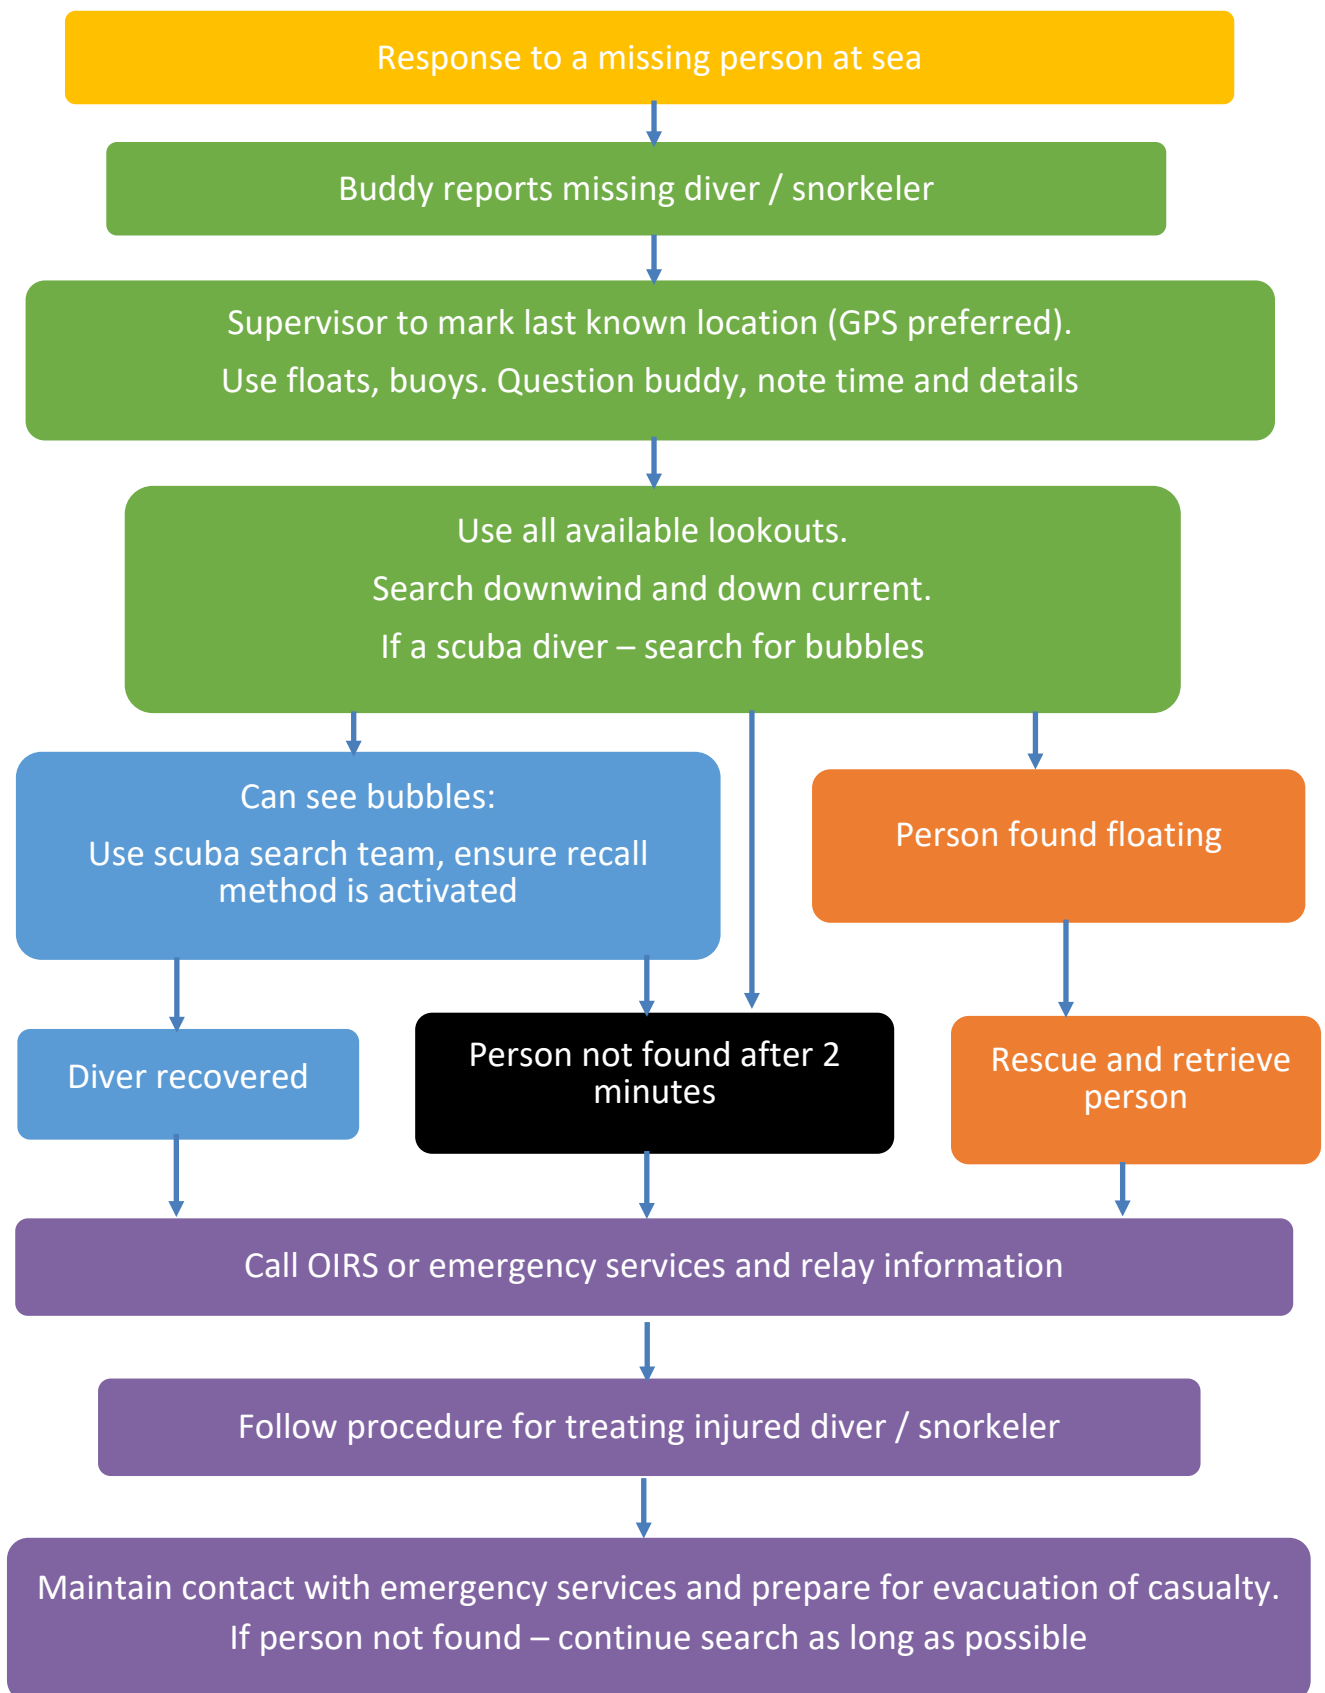 Response to a missing person at sea
Buddy reports missing diver / snorkeler
Supervisor to mark last known location (GPS preferred).
Use floats, buoys. Question buddy, note time and details
Use all available lookouts.
Search downwind and down current.
If a scuba diver – search for bubbles
Can see bubbles:
Use scuba search team, ensure recall
method is activated
Person found floating
Diver recovered
Person not found after 2
minutes
Rescue and retrieve
person
Call OIRS or emergency services and relay information
Follow procedure for treating injured diver / snorkeler
Maintain contact with emergency services and prepare for evacuation of casualty.
If person not found – continue search as long as possible